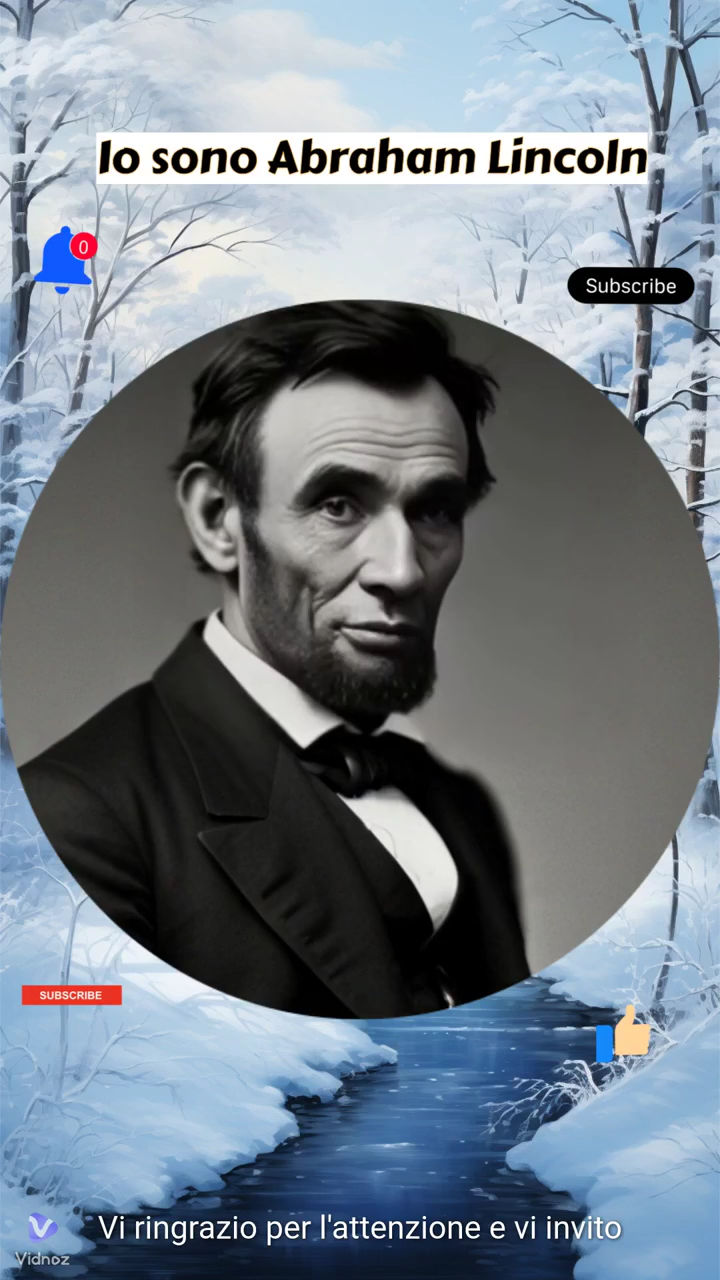 Io sono Abraham Lincoln
0
Subscribe
SUBSCRIBE
Vi ringrazio per l'attenzione e vi invito
Vidnoz